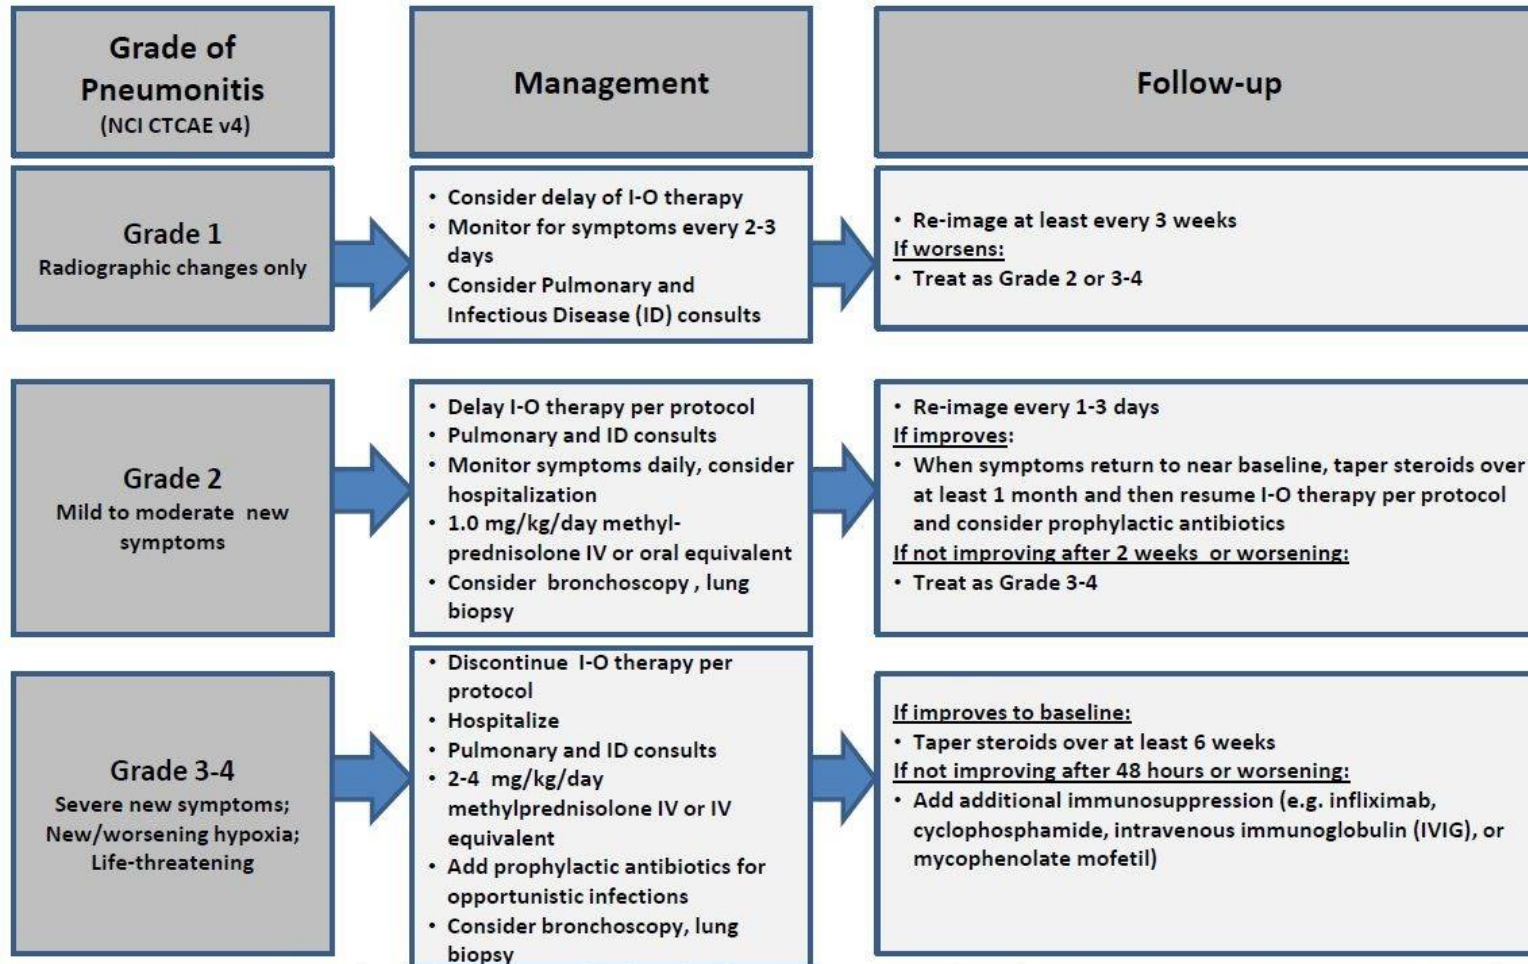 Grade of
Pneumonitis
(NCI CTCAE v4)
Management
Follow-up
Grade 1
Radiographic changes only
• Consider delay of I-O therapy
• Monitor for symptoms every 2-3
days
• Consider Pulmonary and
Infectious Disease (ID) consults
• Re-image at least every 3 weeks
If worsens:
• Treat as Grade 2 or 3-4
Grade 2
Mild to moderate new
symptoms
• Delay I-O therapy per protocol
• Pulmonary and ID consults
• Monitor symptoms daily, consider
hospitalization
• 1.0 mg/kg/day methyl-
prednisolone IV or oral equivalent
• Consider bronchoscopy , lung
biopsy
• Re-image every 1-3 days
If improves:
• When symptoms return to near baseline, taper steroids over
at least 1 month and then resume I-O therapy per protocol
and consider prophylactic antibiotics
If not improving after 2 weeks or worsening:
• Treat as Grade 3-4
Grade 3-4
Severe new symptoms;
New/worsening hypoxia;
Life-threatening
• Discontinue I-O therapy per
protocol
• Hospitalize
• Pulmonary and ID consults
• 2-4 mg/kg/day
methylprednisolone IV or IV
equivalent
• Add prophylactic antibiotics for
opportunistic infections
• Consider bronchoscopy, lung
biopsy
If improves to baseline:
• Taper steroids over at least 6 weeks
If not improving after 48 hours or worsening:
• Add additional immunosuppression (e.g. infliximab,
cyclophosphamide, intravenous immunoglobulin (IVIG), or
mycophenolate mofetil)